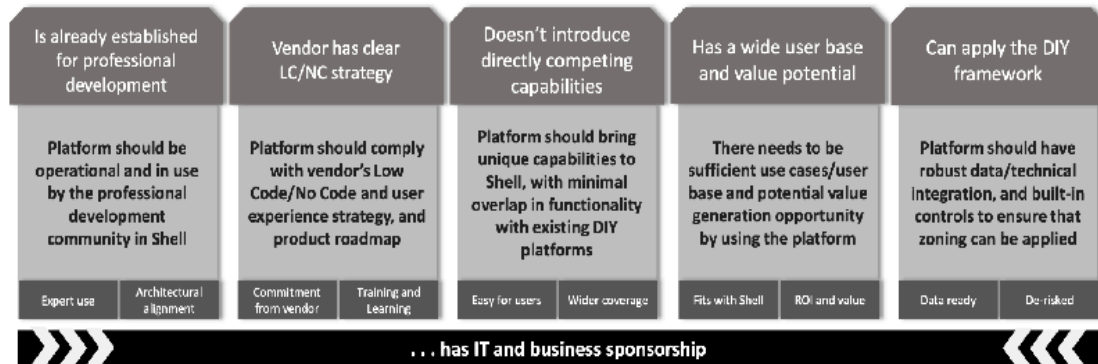 Is already established
for professional
development
Platform should be
operational and in use
by the professional
development
community in Shell
Expert use
Architectural
alignment
Vendor has clear
LC/NC strategy
Platform should comply
with vendor's Low
Code/No Code and user
experience strategy, and
product roadmap
Commitment
from vendor
Training and
Learning
Doesn't introduce
directly competing
capabilities
Platform should bring
unique capabilities to
Shell, with minimal
overlap in functionality
with existing DIY
platforms
Easy for users
Wider coverage
Has a wide user base
and value potential
There needs to be
sufficient use cases/user
base and potential value
generation opportunity
by using the platform
Fits with Shell
ROI and value
Can apply the DIY
framework
Platform should have
robust data/technical
integration, and built-in
controls to ensure that
zoning can be applied
Data ready
De-risked
. . . has IT and business sponsorship